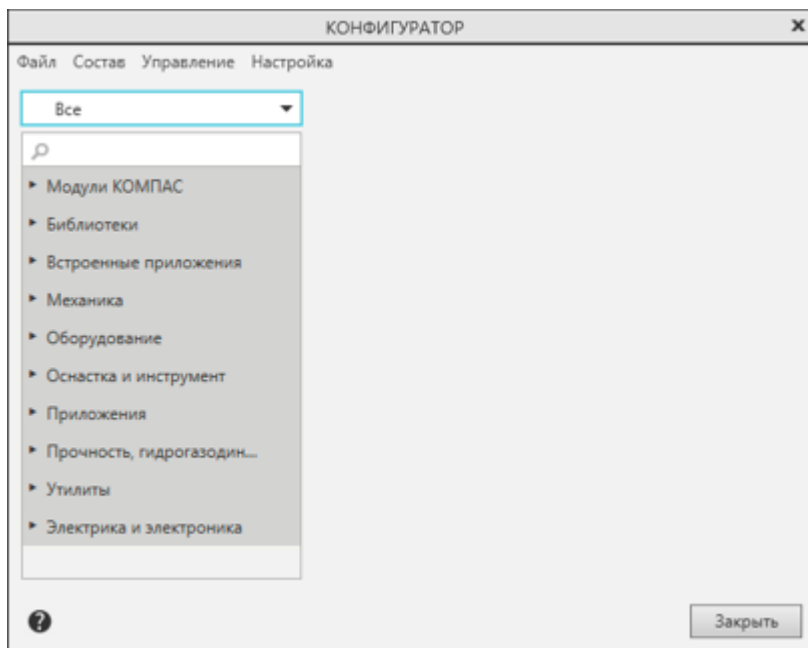 КОНФИГУРАТОР
Файл Состав Управление Настройка
Все
Модули КОМПАС
Библиотеки
Встроенные приложения
Механика
Оборудование
Оснастка и инструмент
Приложения
Прочность, гидрогазодин...
Утилиты
Электрика и электроника
Закрыть